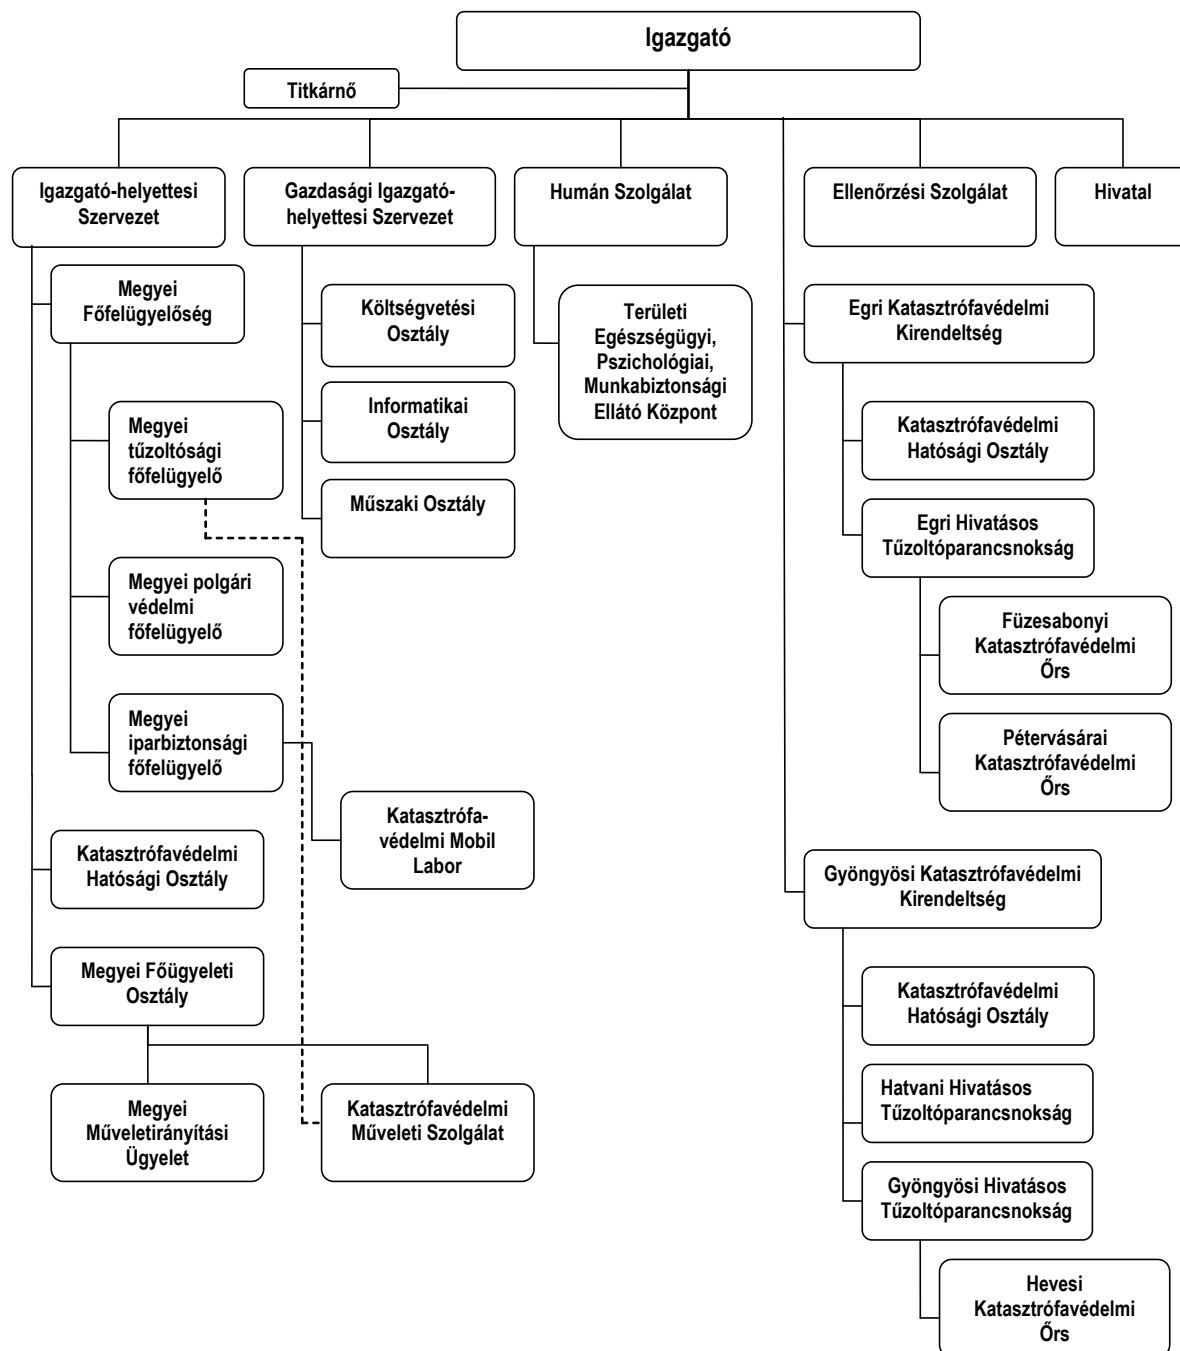 Igazgató
Titkárnő
Igazgató-helyettesi
Szervezet
Gazdasági Igazgató-
helyettesi Szervezet
Humán Szolgálat
Ellenőrzési Szolgálat
Hivatal
Megyei
Főfelügyelőség
Megyei
tűzoltósági
főfelügyelő
Megyei polgári
védelmi
főfelügyelő
Megyei
iparbiztonsági
főfelügyelő
Katasztrófa-
védelmi Mobil
Labor
Katasztrófavédelmi
Hatósági Osztály
Megyei Főügyeleti
Osztály
Megyei
Műveletirányítási
Ügyelet
Katasztrófavédelmi
Műveleti Szolgálat
Költségvetési
Osztály
Informatikai
Osztály
Műszaki Osztály
Területi
Egészségügyi,
Pszichológiai,
Munkabiztonsági
Ellátó Központ
Egri Katasztrófavédelmi
Kirendeltség
Katasztrófavédelmi
Hatósági Osztály
Egri Hivatásos
Tűzoltóparancsnokság
Füzesabonyi
Katasztrófavédelmi
Őrs
Pétervásárai
Katasztrófavédelmi
Őrs
Gyöngyösi Katasztrófavédelmi
Kirendeltség
Katasztrófavédelmi
Hatósági Osztály
Hatvani Hivatásos
Tűzoltóparancsnokság
Gyöngyösi Hivatásos
Tűzoltóparancsnokság
Hevesi
Katasztrófavédelmi
Őrs